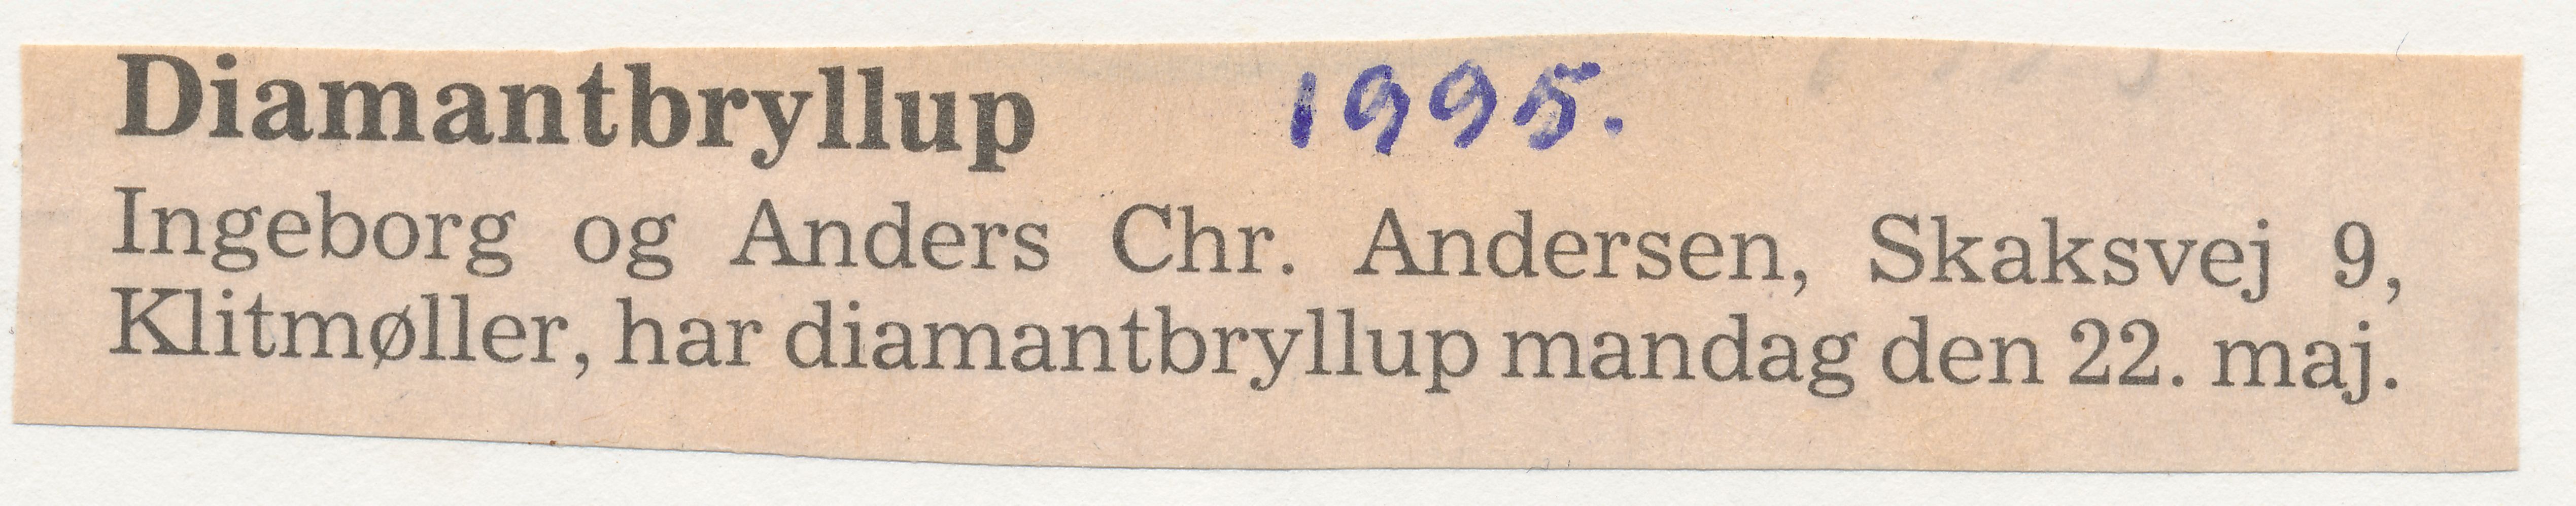 Diamantbryllup 1995.
Ingeborg og Anders Chr. Andersen, Skaksvej 9,
Klitmøller, har diamantbryllup mandag den 22. maj.